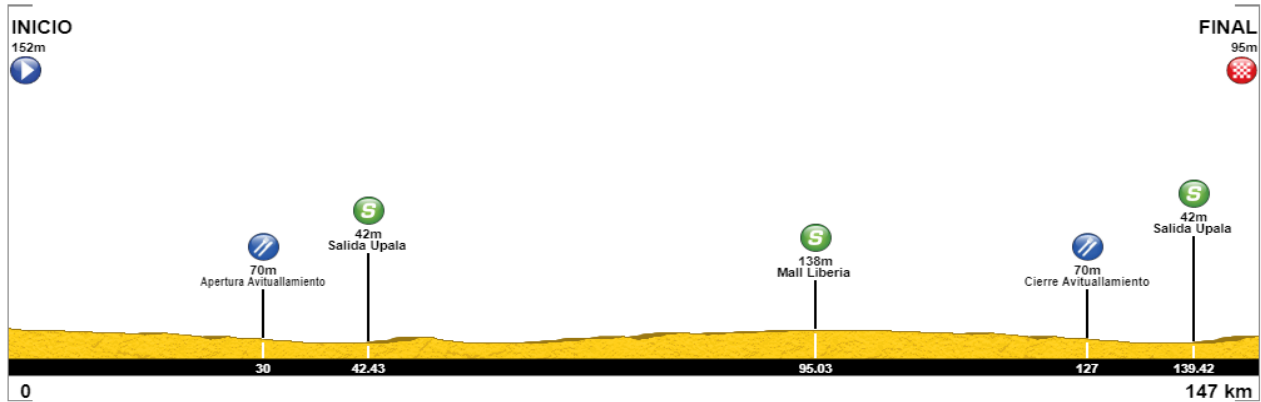 INICIO
152m
FINAL
95m
S
42m
Salida Upala
S
42m
Salida Upala
70m
Apertura Avituallamiento
S
138m
Mall Liberia
70m
Cierre Avituallamiento
30
42.43
95.03
127
139.42
0
147 km